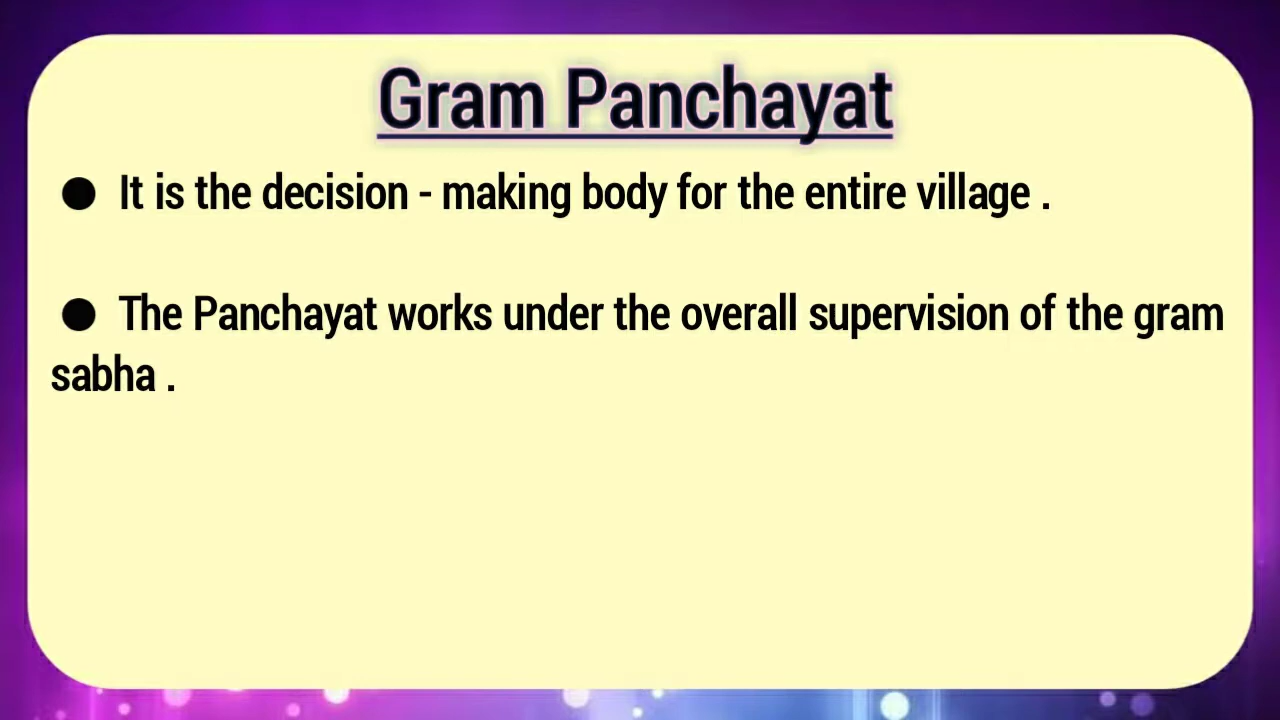 Gram Panchayat
● It is the decision - making body for the entire village .
● The Panchayat works under the overall supervision of the gram
sabha .